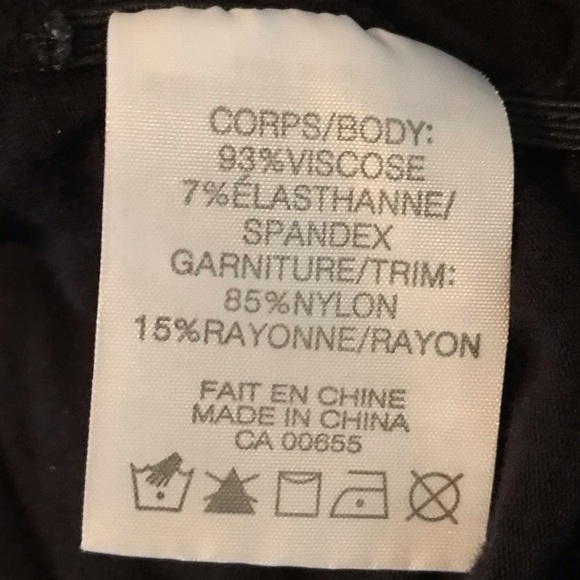 CORPS/BODY:
93%VISCOSE
7%ÉLASTHANNE/
SPANDEX
GARNITURE/TRIM:
85%NYLON
15%RAYONNE/RAYON
FAIT EN CHINE
MADE IN CHINA
CA 00655